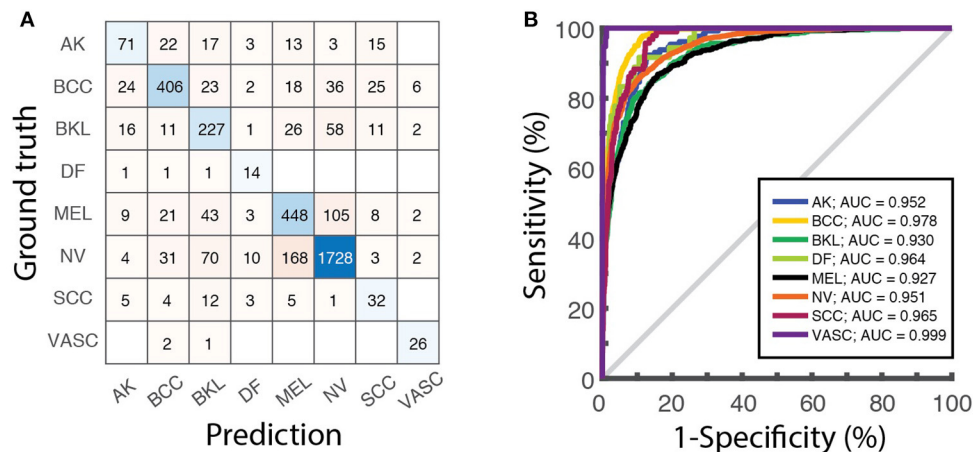 A
Ground truth
AK 71 22 17 3 13 3 15
BCC 24 406 23 2 18 36 25 6
BKL 16 11 227 1 26 58 11 2
DF 1 1 1 14
MEL 9 21 43 3 448 105 8 2
NV 4 31 70 10 168 1728 3 2
SCC 5 4 12 3 5 1 32
VASC 2 1 26
AK BCC BKL DF MEL NV SCC VASC
Prediction
B
Sensitivity (%)
100
80
60
40
20
0
AK; AUC = 0.952
BCC; AUC = 0.978
BKL; AUC = 0.930
DF; AUC = 0.964
MEL; AUC = 0.927
NV; AUC = 0.951
SCC; AUC = 0.965
VASC; AUC = 0.999
0 20 40 60 80 100
1-Specificity (%)